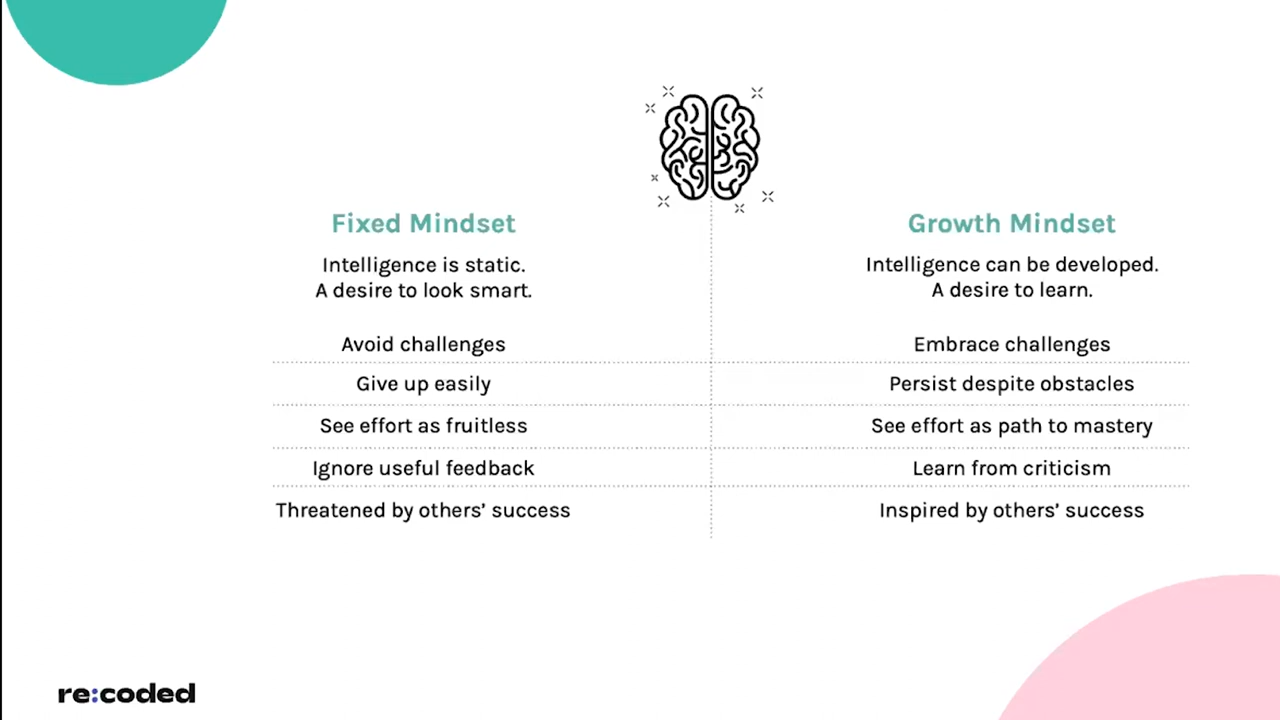 Fixed Mindset
Intelligence is static.
A desire to look smart.
Avoid challenges
Give up easily
See effort as fruitless
Ignore useful feedback
Threatened by others’ success
Growth Mindset
Intelligence can be developed.
A desire to learn.
Embrace challenges
Persist despite obstacles
See effort as path to mastery
Learn from criticism
Inspired by others’ success
re:coded